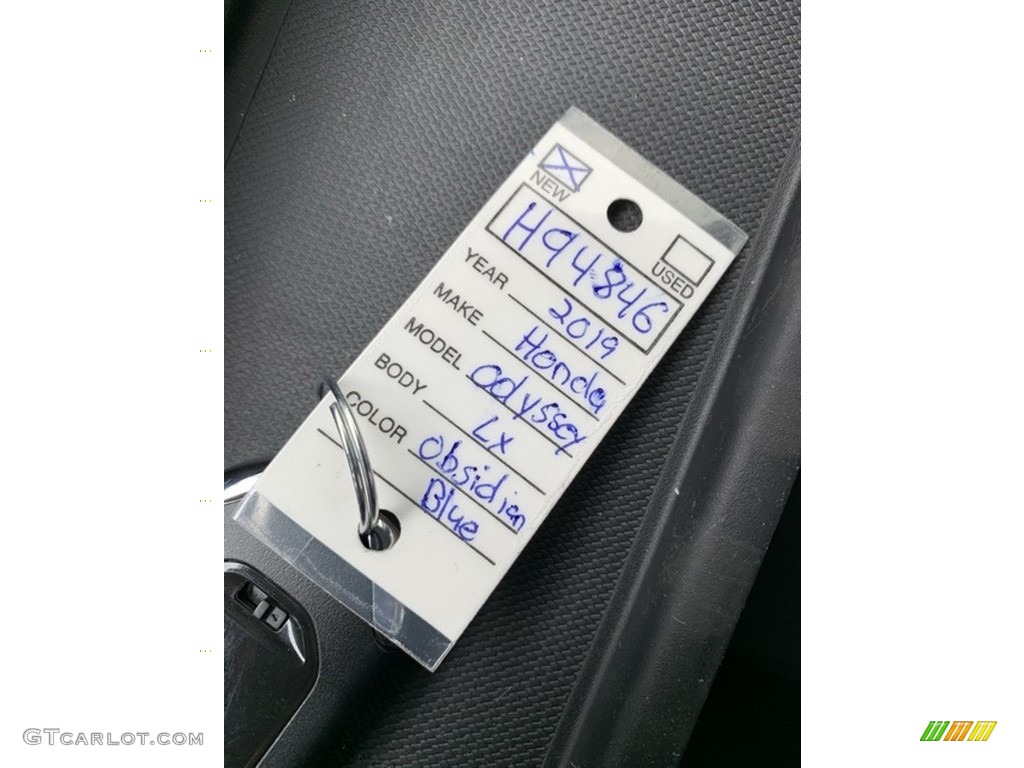 NEW
USED
H94846
YEAR 2019
MAKE Honda
MODEL Odyssey
BODY LX
COLOR Obsidian
Blue
GTCARLOT.COM